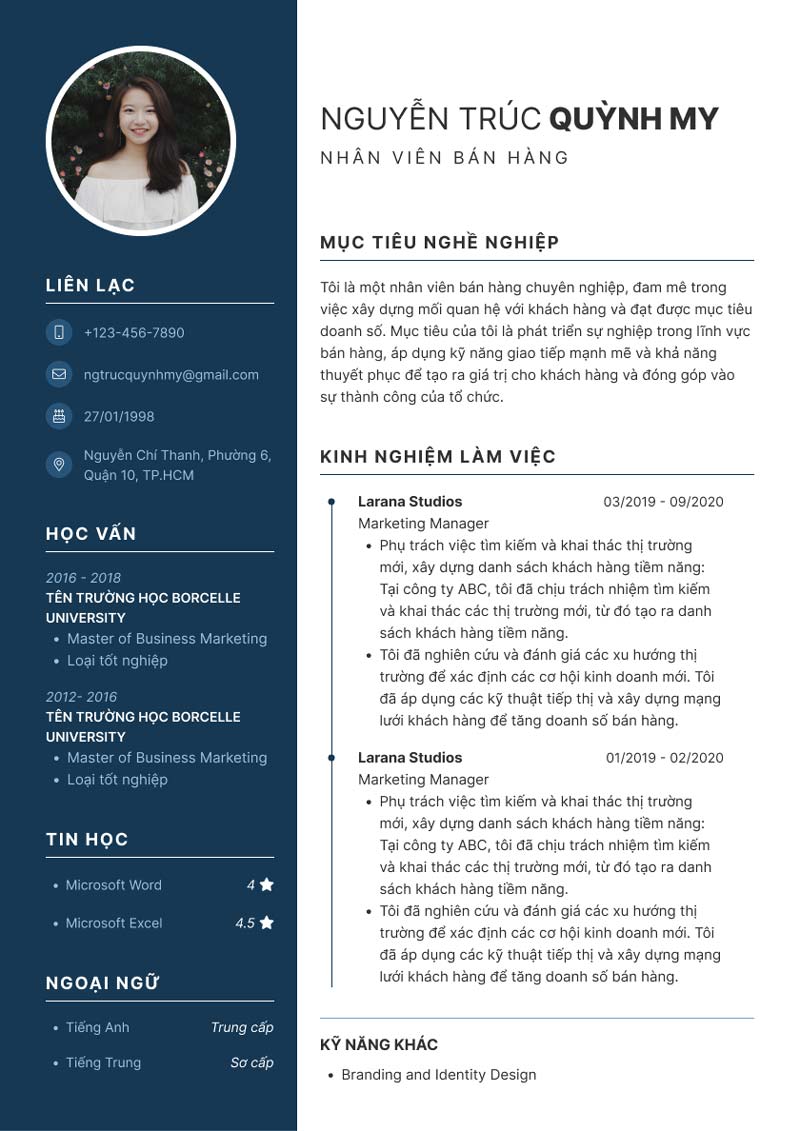 NGUYỄN TRÚC QUỲNH MY
NHÂN VIÊN BÁN HÀNG
LIÊN LẠC
+123-456-7890
ngtrucquynhmy@gmail.com
27/01/1998
Nguyễn Chí Thanh, Phường 6,
Quận 10, TP.HCM
HỌC VẤN
2016 - 2018
TÊN TRƯỜNG HỌC BORCELLE
UNIVERSITY
• Master of Business Marketing
• Loại tốt nghiệp
2012- 2016
TÊN TRƯỜNG HỌC BORCELLE
UNIVERSITY
• Master of Business Marketing
• Loại tốt nghiệp
TIN HỌC
• Microsoft Word 4 ★
• Microsoft Excel 4.5 ★
NGOẠI NGỮ
• Tiếng Anh Trung cấp
• Tiếng Trung Sơ cấp
MỤC TIÊU NGHỀ NGHIỆP
Tôi là một nhân viên bán hàng chuyên nghiệp, đam mê trong
việc xây dựng mối quan hệ với khách hàng và đạt được mục tiêu
doanh số. Mục tiêu của tôi là phát triển sự nghiệp trong lĩnh vực
bán hàng, áp dụng kỹ năng giao tiếp mạnh mẽ và khả năng
thuyết phục để tạo ra giá trị cho khách hàng và đóng góp vào
sự thành công của tổ chức.
KINH NGHIỆM LÀM VIỆC
Larana Studios 03/2019 - 09/2020
Marketing Manager
• Phụ trách việc tìm kiếm và khai thác thị trường
mới, xây dựng danh sách khách hàng tiềm năng:
Tại công ty ABC, tôi đã chịu trách nhiệm tìm kiếm
và khai thác các thị trường mới, từ đó tạo ra danh
sách khách hàng tiềm năng.
• Tôi đã nghiên cứu và đánh giá các xu hướng thị
trường để xác định các cơ hội kinh doanh mới. Tôi
đã áp dụng các kỹ thuật tiếp thị và xây dựng mạng
lưới khách hàng để tăng doanh số bán hàng.
Larana Studios 01/2019 - 02/2020
Marketing Manager
• Phụ trách việc tìm kiếm và khai thác thị trường
mới, xây dựng danh sách khách hàng tiềm năng:
Tại công ty ABC, tôi đã chịu trách nhiệm tìm kiếm
và khai thác các thị trường mới, từ đó tạo ra danh
sách khách hàng tiềm năng.
• Tôi đã nghiên cứu và đánh giá các xu hướng thị
trường để xác định các cơ hội kinh doanh mới. Tôi
đã áp dụng các kỹ thuật tiếp thị và xây dựng mạng
lưới khách hàng để tăng doanh số bán hàng.
KỸ NĂNG KHÁC
• Branding and Identity Design